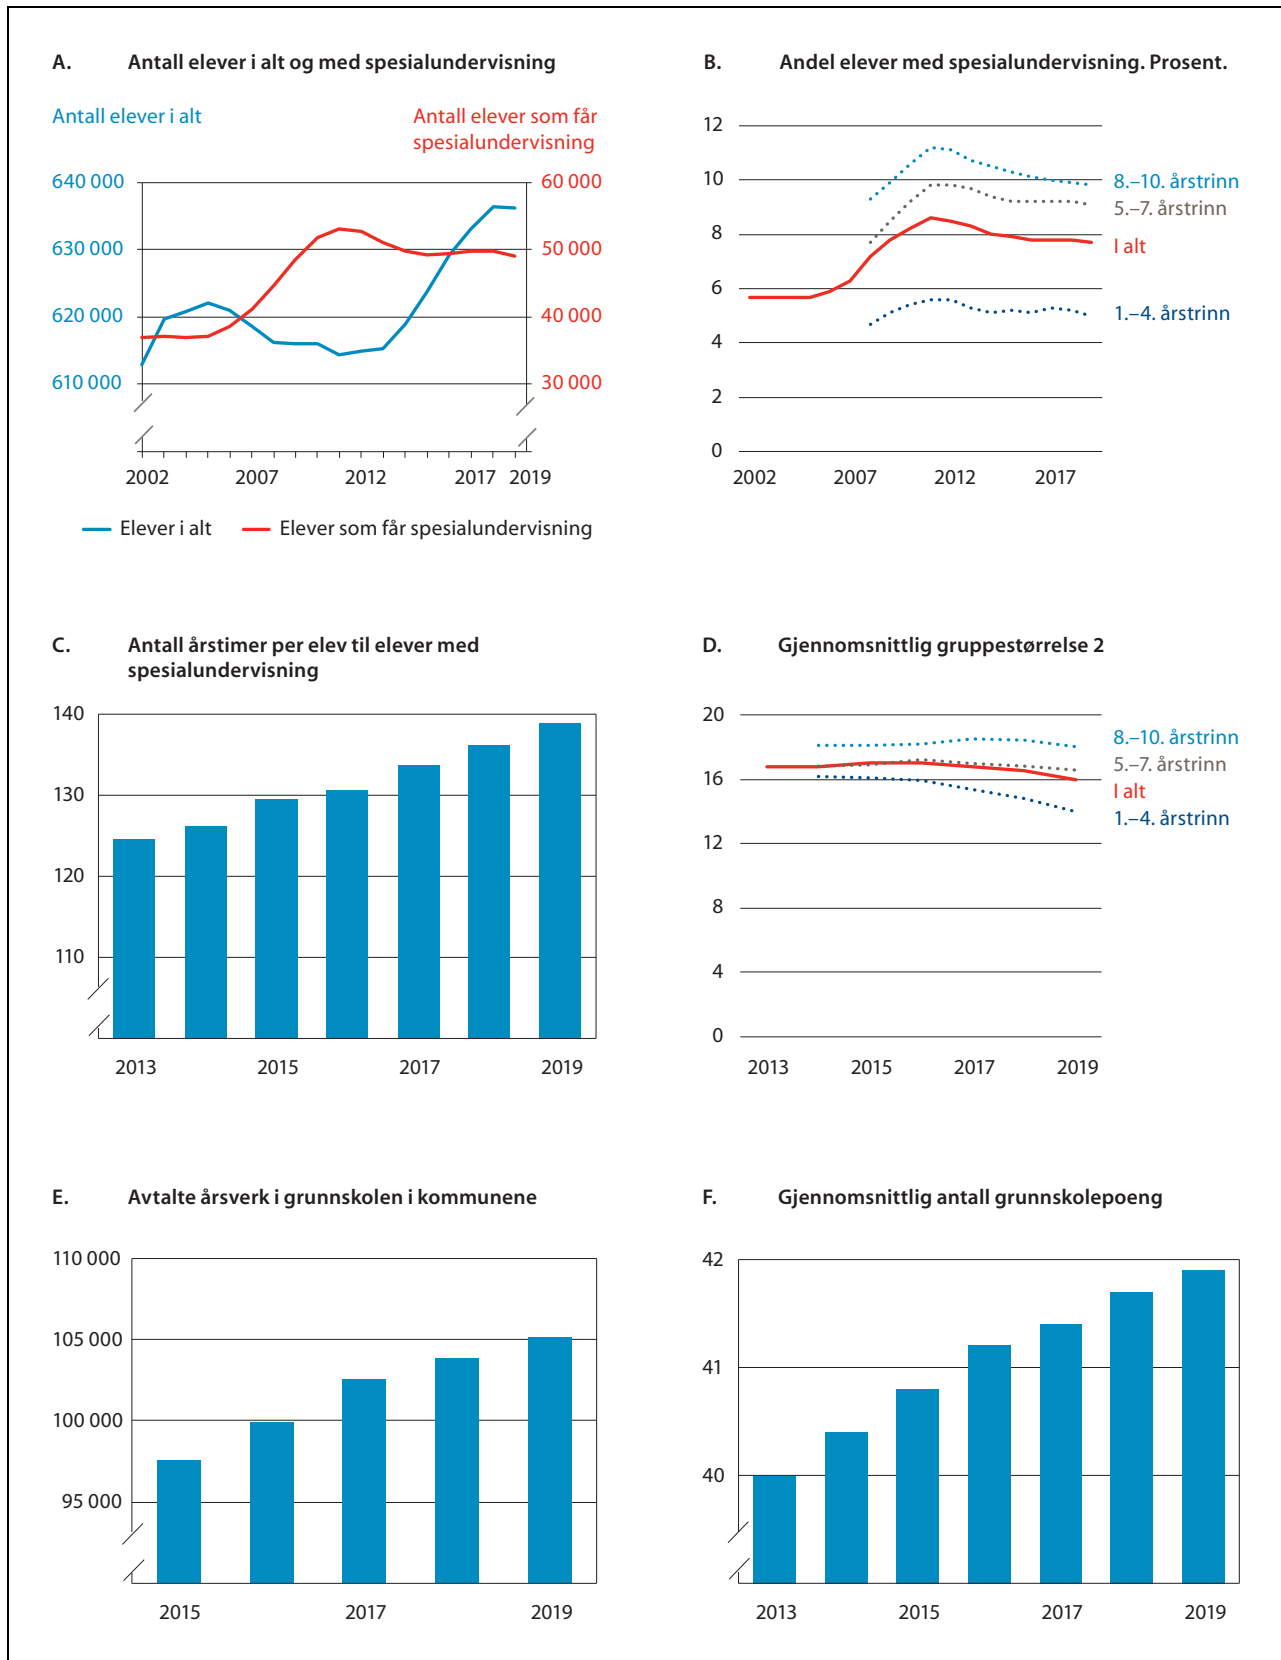 A. Antall elever i alt og med spesialundervisning
Antall elever i alt
Antall elever som får
spesialundervisning
640 000
630 000
620 000
610 000
60 000
50 000
40 000
30 000
2002 2007 2012 2017 2019
Elever i alt Elever som får spesialundervisning
B. Andel elever med spesialundervisning. Prosent.
12
10
8
6
4
2
0
8.–10. årstrinn
5.–7. årstrinn
I alt
1.–4. årstrinn
2002 2007 2012 2017
C. Antall årstimer per elev til elever med
spesialundervisning
140
130
120
110
2013 2015 2017 2019
D. Gjennomsnittlig gruppestørrelse 2
20
16
12
8
4
0
8.–10. årstrinn
5.–7. årstrinn
I alt
1.–4. årstrinn
2013 2015 2017 2019
E. Avtalte årsverk i grunnskolen i kommunene
110 000
105 000
100 000
95 000
2015 2017 2019
F. Gjennomsnittlig antall grunnskolepoeng
42
41
40
2013 2015 2017 2019